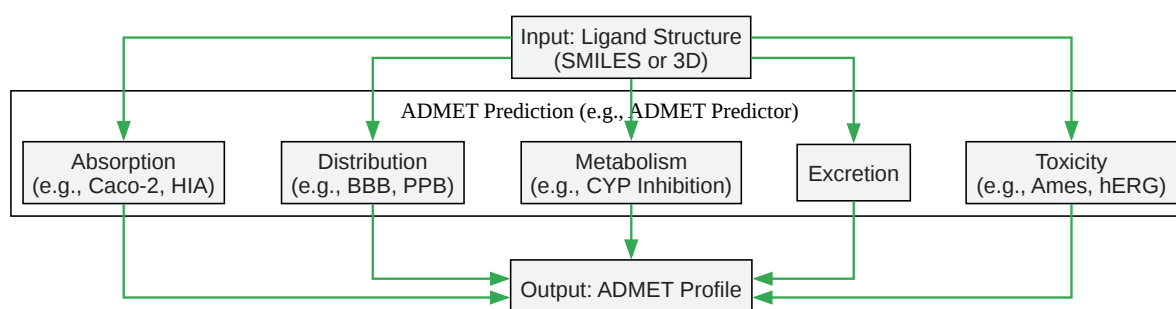 Input: Ligand Structure
(SMILES or 3D)
ADMET Prediction (e.g., ADMET Predictor)
Absorption
(e.g., Caco-2, HIA)
Distribution
(e.g., BBB, PPB)
Metabolism
(e.g., CYP Inhibition)
Excretion
Toxicity
(e.g., Ames, hERG)
Output: ADMET Profile